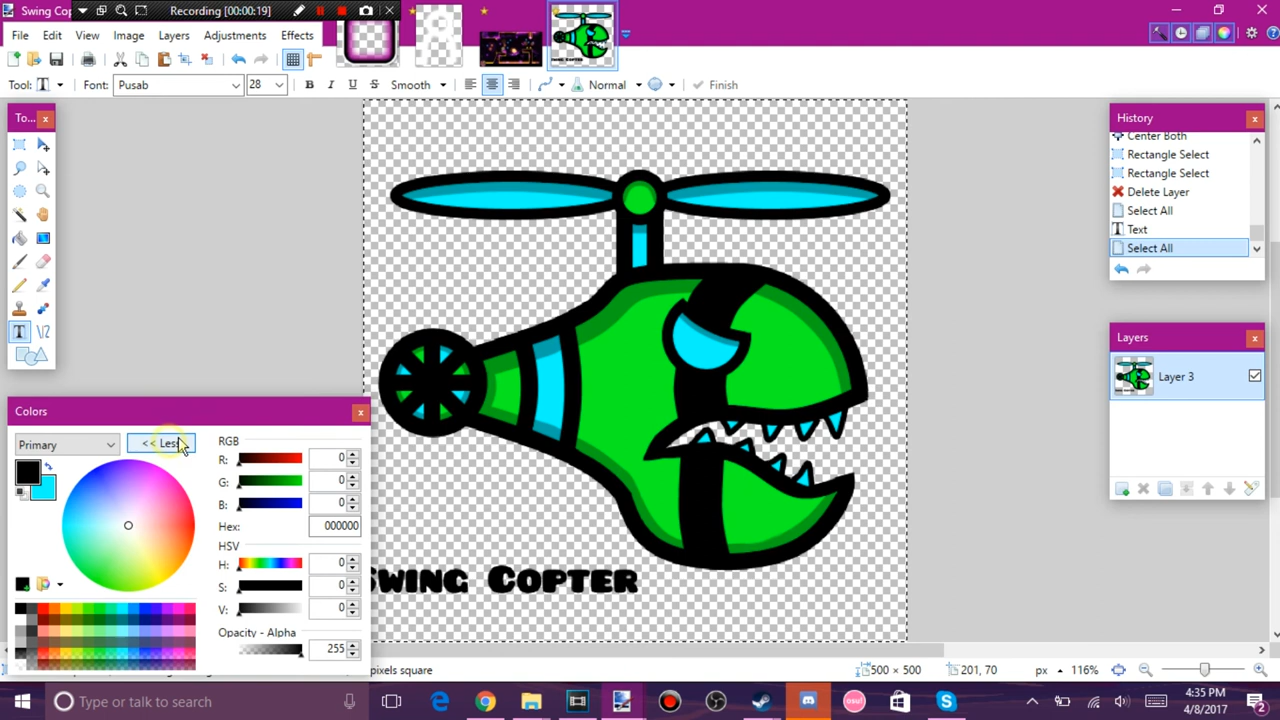 Swing Cop
Recording [00:00:19]
File Edit View Image Layers Adjustments Effects
Tool: T Font: Pusab 28 B I U S Smooth Normal Finish
To...
History
Center Both
Rectangle Select
Rectangle Select
Delete Layer
Select All
Text
Select All
Layers
Layer 3
Colors
Primary << Less
RGB
R: 0
G: 0
B: 0
Hex: 000000
HSV
H: 0
S: 0
V: 0
Opacity - Alpha
255
Swing Copter
pixels square 500 × 500 201, 70 px 116%
Type or talk to search
osu!
4:35 PM
4/8/2017
2